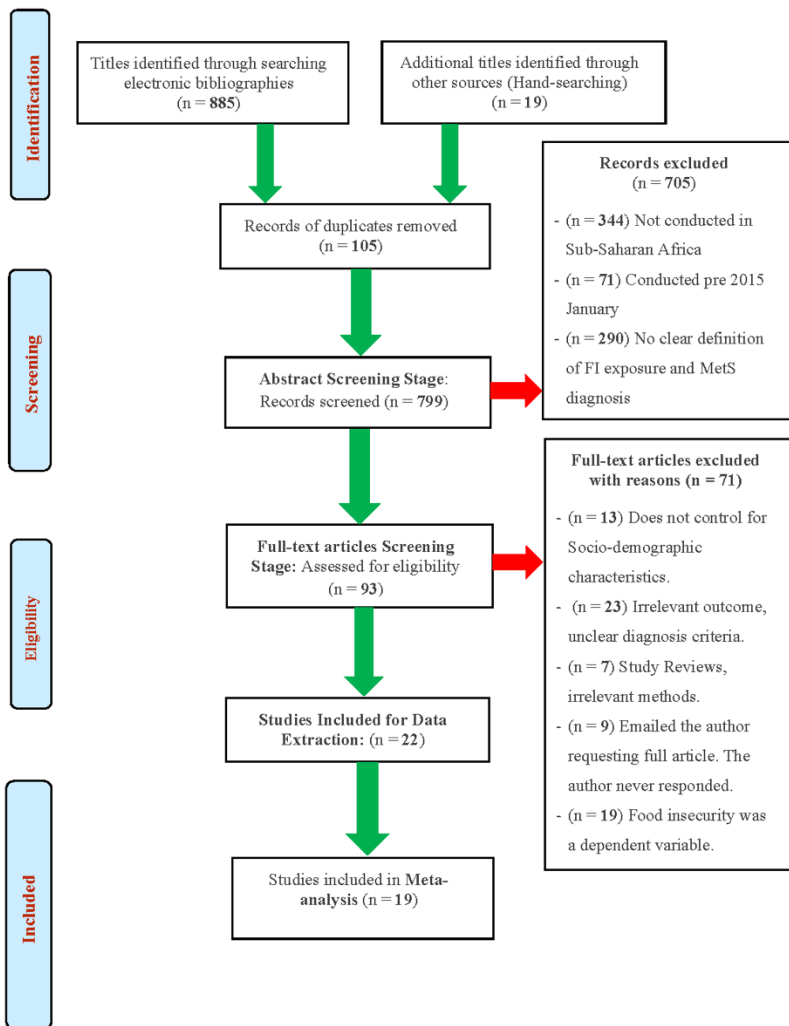 Identification
Titles identified through searching
electronic bibliographies
(n = 885)
Additional titles identified through
other sources (Hand-searching)
(n = 19)
Records of duplicates removed
(n = 105)
Records excluded
(n = 705)
- (n = 344) Not conducted in
Sub-Saharan Africa
- (n = 71) Conducted pre 2015
January
- (n = 290) No clear definition
of FI exposure and MetS
diagnosis
Screening
Abstract Screening Stage:
Records screened (n = 799)
Eligibility
Full-text articles Screening
Stage: Assessed for eligibility
(n = 93)
Full-text articles excluded
with reasons (n = 71)
- (n = 13) Does not control for
Socio-demographic
characteristics.
- (n = 23) Irrelevant outcome,
unclear diagnosis criteria.
- (n = 7) Study Reviews,
irrelevant methods.
- (n = 9) Emailed the author
requesting full article. The
author never responded.
- (n = 19) Food insecurity was
a dependent variable.
Studies Included for Data
Extraction: (n = 22)
Included
Studies included in Meta-
analysis (n = 19)